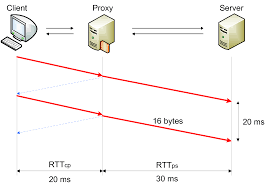 Client Proxy Server
16 bytes
20 ms
RTTcp RTTps
20 ms 30 ms